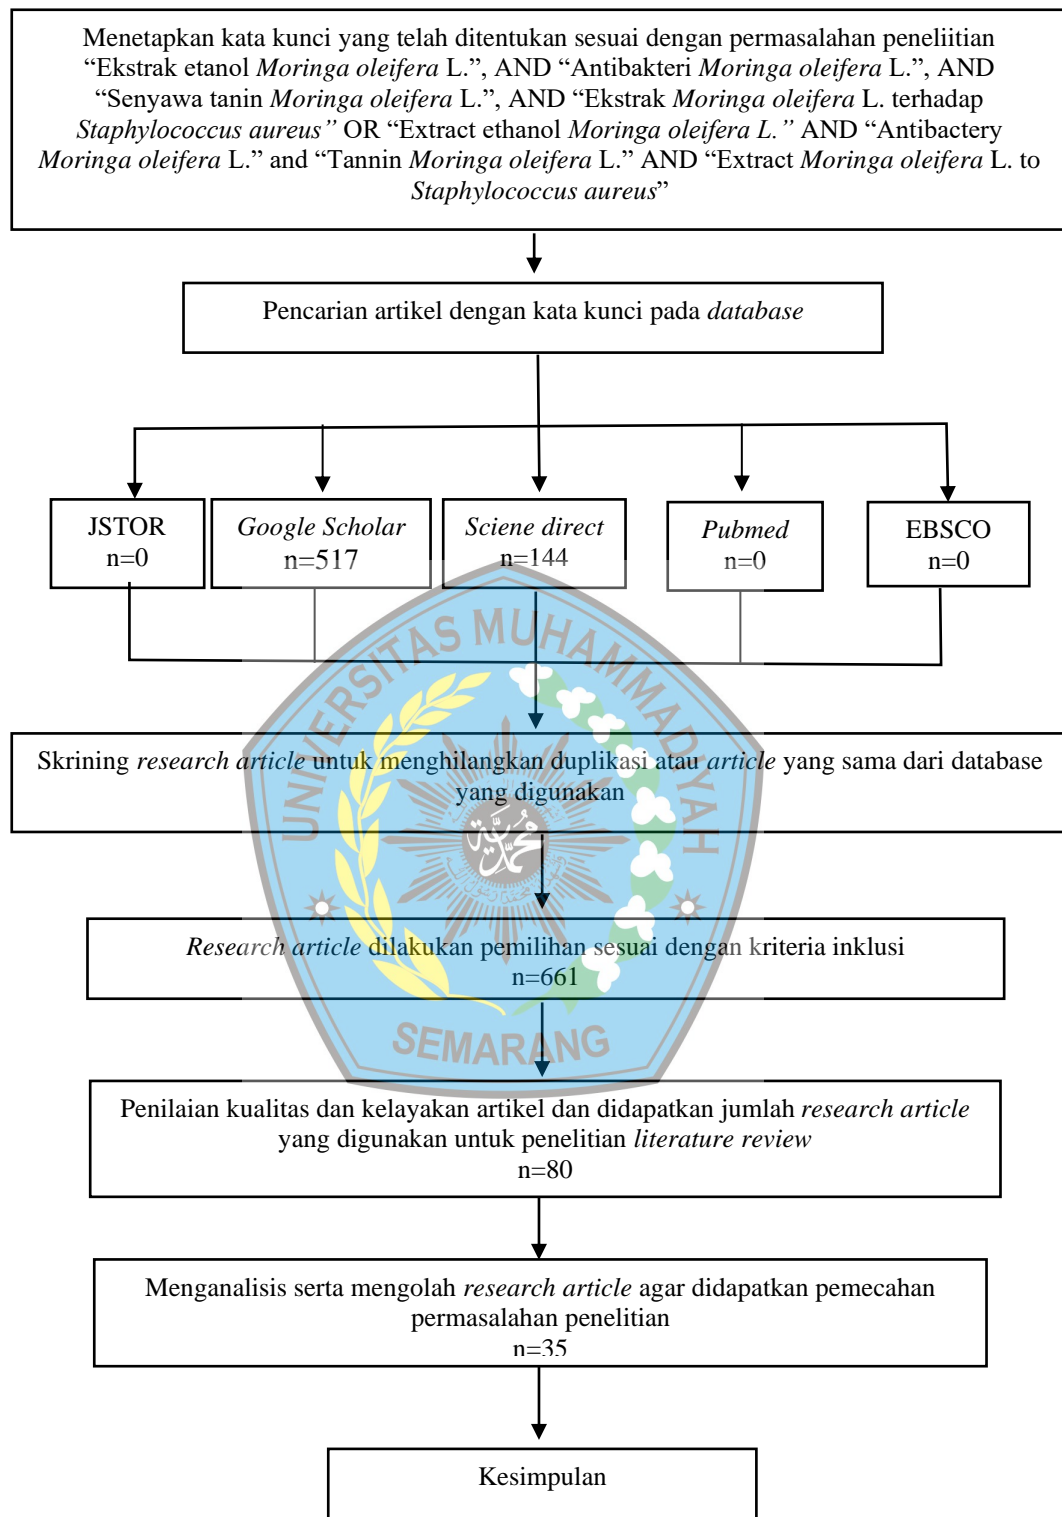 Menetapkan kata kunci yang telah ditentukan sesuai dengan permasalahan peneliitian
“Ekstrak etanol Moringa oleifera L.”, AND “Antibakteri Moringa oleifera L.”, AND
“Senyawa tanin Moringa oleifera L.”, AND “Ekstrak Moringa oleifera L. terhadap
Staphylococcus aureus” OR “Extract ethanol Moringa oleifera L.” AND “Antibactery
Moringa oleifera L.” and “Tannin Moringa oleifera L.” AND “Extract Moringa oleifera L. to
Staphylococcus aureus”
Pencarian artikel dengan kata kunci pada database
JSTOR
n=0
Google Scholar
n=517
Sciene direct
n=144
Pubmed
n=0
EBSCO
n=0
UNIVERSITAS MUHAMMADIYAH
Skrining research article untuk menghilangkan duplikasi atau article yang sama dari database
yang digunakan
Research article dilakukan pemilihan sesuai dengan kriteria inklusi
n=661
SEMARANG
Penilaian kualitas dan kelayakan artikel dan didapatkan jumlah research article
yang digunakan untuk penelitian literature review
n=80
Menganalisis serta mengolah research article agar didapatkan pemecahan
permasalahan penelitian
n=35
Kesimpulan